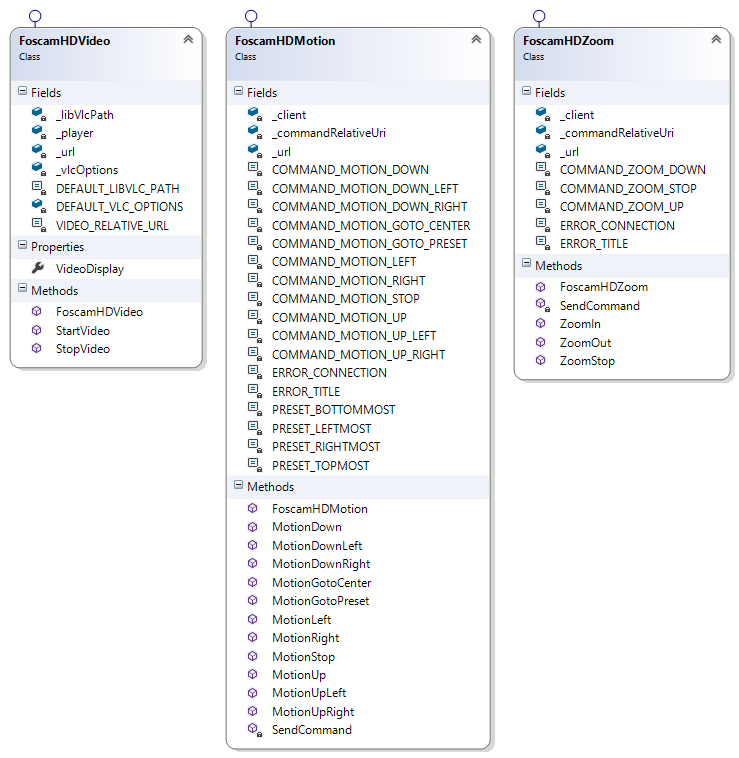 FoscamHDVideo
Class
Fields
_libVlcPath
_player
_url
_vlcOptions
DEFAULT_LIBVLC_PATH
DEFAULT_VLC_OPTIONS
VIDEO_RELATIVE_URL
Properties
VideoDisplay
Methods
FoscamHDVideo
StartVideo
StopVideo
FoscamHDMotion
Class
Fields
_client
_commandRelativeUri
_url
COMMAND_MOTION_DOWN
COMMAND_MOTION_DOWN_LEFT
COMMAND_MOTION_DOWN_RIGHT
COMMAND_MOTION_GOTO_CENTER
COMMAND_MOTION_GOTO_PRESET
COMMAND_MOTION_LEFT
COMMAND_MOTION_RIGHT
COMMAND_MOTION_STOP
COMMAND_MOTION_UP
COMMAND_MOTION_UP_LEFT
COMMAND_MOTION_UP_RIGHT
ERROR_CONNECTION
ERROR_TITLE
PRESET_BOTTOMMOST
PRESET_LEFTMOST
PRESET_RIGHTMOST
PRESET_TOPMOST
Methods
FoscamHDMotion
MotionDown
MotionDownLeft
MotionDownRight
MotionGotoCenter
MotionGotoPreset
MotionLeft
MotionRight
MotionStop
MotionUp
MotionUpLeft
MotionUpRight
SendCommand
FoscamHDZoom
Class
Fields
_client
_commandRelativeUri
_url
COMMAND_ZOOM_DOWN
COMMAND_ZOOM_STOP
COMMAND_ZOOM_UP
ERROR_CONNECTION
ERROR_TITLE
Methods
FoscamHDZoom
SendCommand
ZoomIn
ZoomOut
ZoomStop